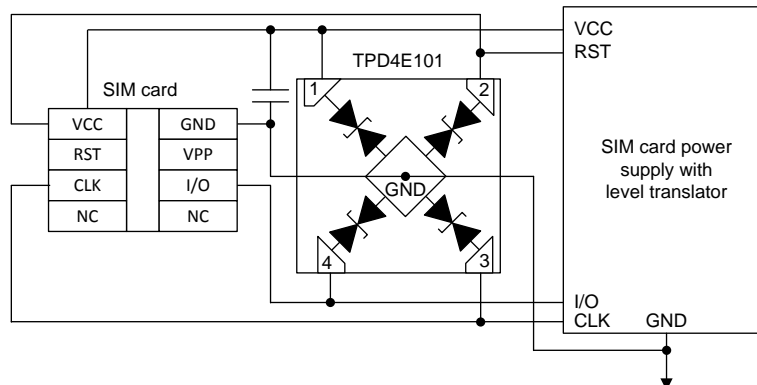 VCC
RST
TPD4E101
SIM card
1
2
VCC
GND
RST
VPP
CLK
I/O
NC
NC
GND
SIM card power
supply with
level translator
4
3
I/O
CLK
GND